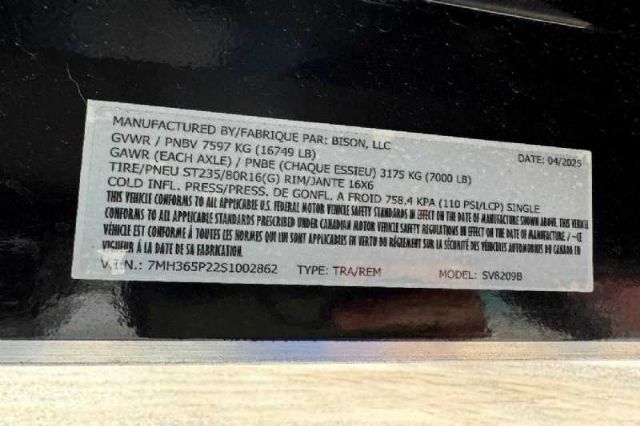 MANUFACTURED BY/FABRIQUE PAR: BISON, LLC DATE: 04/2025
GVWR / PNBV 7597 KG (16749 LB)
GAWR (EACH AXLE) / PNBE (CHAQUE ESSIEU) 3175 KG (7000 LB)
TIRE/PNEU ST235/80R16(G) RIM/JANTE 16X6
COLD INFL. PRESS/PRESS. DE GONFL. A FROID 758.4 KPA (110 PSI/LCP) SINGLE
THIS VEHICLE CONFORMS TO ALL APPLICABLE U.S. FEDERAL MOTOR VEHICLE SAFETY STANDARDS IN EFFECT ON THE DATE OF MANUFACTURE SHOWN ABOVE. THIS VEHICLE
CONFORMS TO ALL APPLICABLE STANDARDS PRESCRIBED UNDER CANADIAN MOTOR VEHICLE SAFETY REGULATIONS IN EFFECT ON THE DATE OF MANUFACTURE. / ~CE
VÉHICLE EST CONFORME À TOUTES LES NORMES QUI LUI SONT APPLICABLES EN VERTU DU RÈGLEMENT SUR LA SÉCURITÉ DES VÉHICULES AUTOMOBILES DU CANADA EN
VIGUEUR À LA DATE DE SA FABRICATION.
V.I.N.: 7MH365P22S1002862 TYPE: TRA/REM MODEL: SV8209B